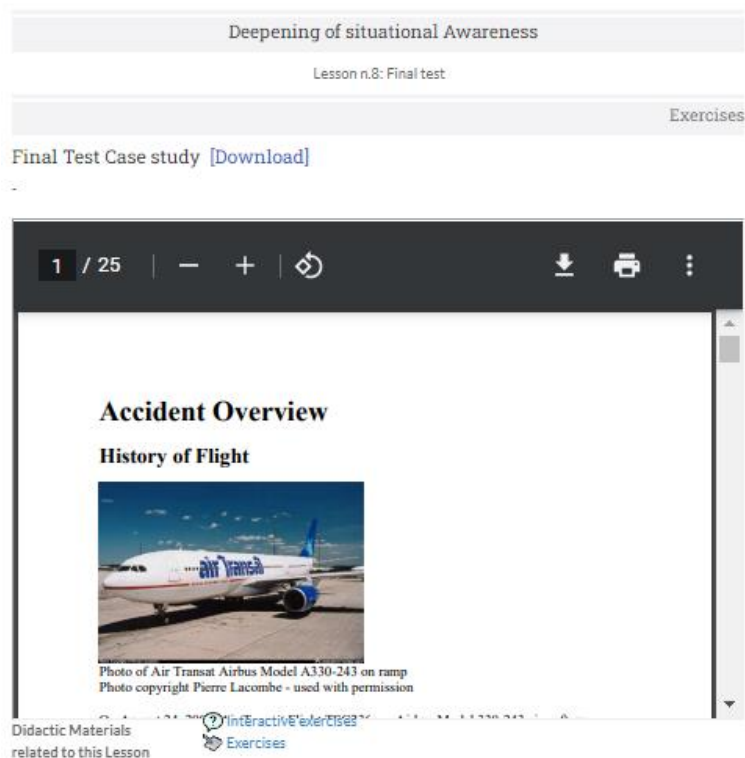 Deepening of situational Awareness
Lesson n.8: Final test
Exercises
Final Test Case study [Download]
-
1 / 25
Accident Overview
History of Flight
air Transat
Photo of Air Transat Airbus Model A330-243 on ramp
Photo copyright Pierre Lacombe - used with permission
Didactic Materials
related to this Lesson
Interactive exercises
Exercises